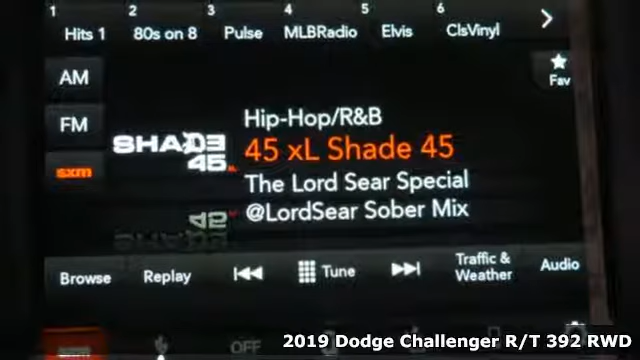 1 2 3 4 5 6
Hits 1 80s on 8 Pulse MLBRadio Elvis ClsVinyl
AM
Fav
FM
sxm
SHADE
45 XL
Hip-Hop/R&B
45 xL Shade 45
The Lord Sear Special
@LordSear Sober Mix
Browse Replay Tune Traffic & Weather Audio
OFF
2019 Dodge Challenger R/T 392 RWD